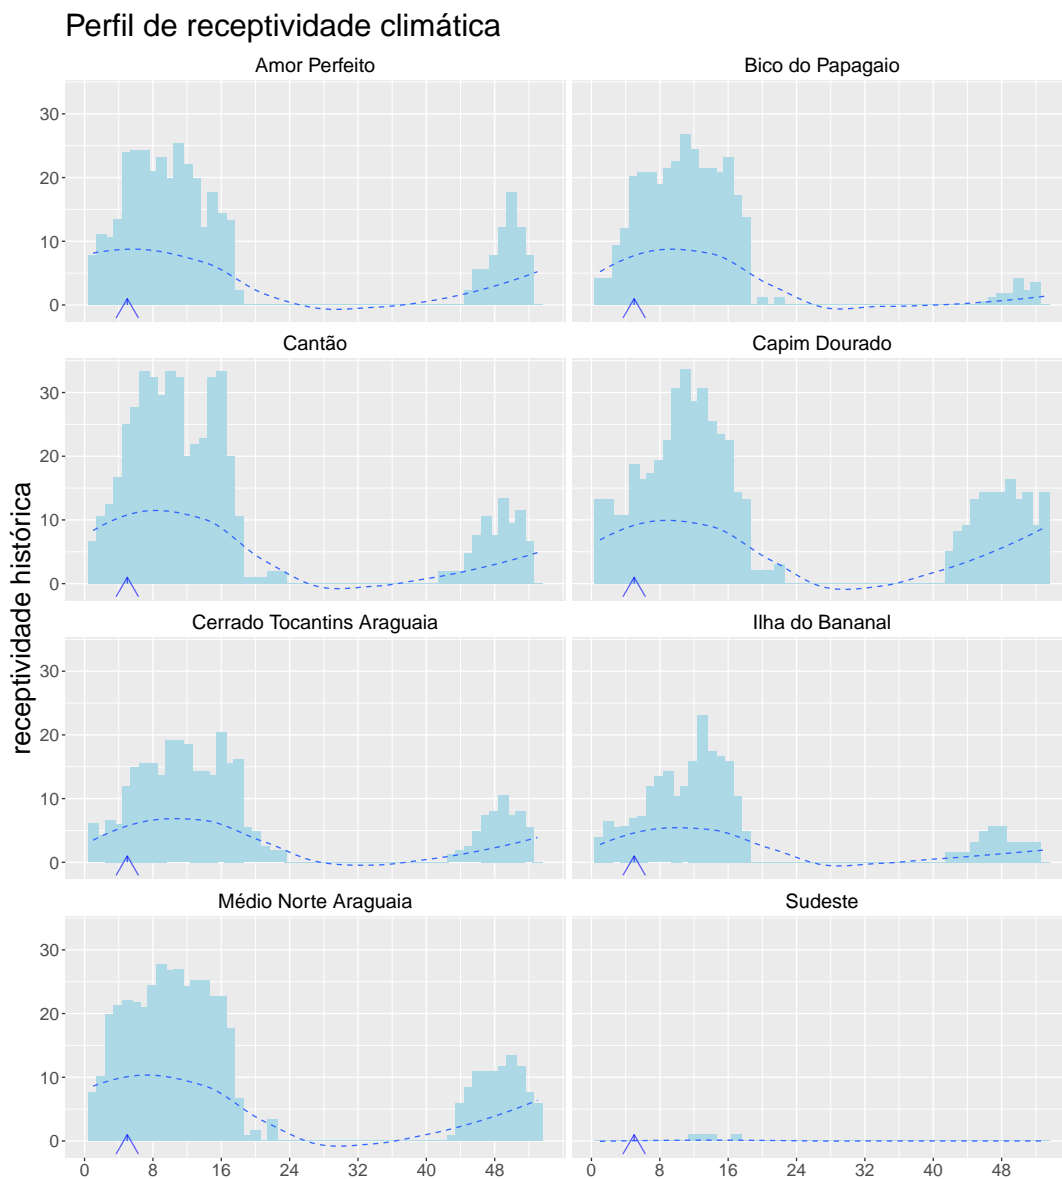 Perfil de receptividade climática
Amor Perfeito
Bico do Papagaio
30
20
10
0
Cantão
Capim Dourado
30
20
10
0
receptividade histórica
Cerrado Tocantins Araguaia
Ilha do Bananal
30
20
10
0
Médio Norte Araguaia
Sudeste
30
20
10
0
0 8 16 24 32 40 48
0 8 16 24 32 40 48